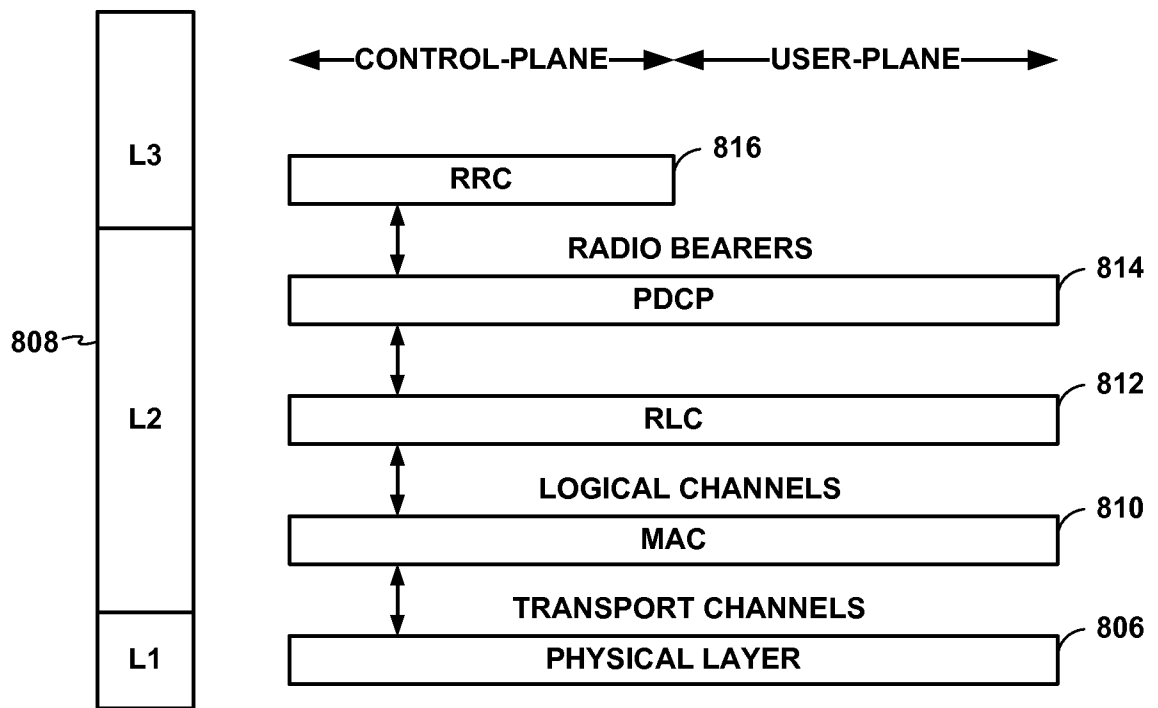 CONTROL-PLANE USER-PLANE
L3
816
RRC
RADIO BEARERS
814
PDCP
808
812
L2
RLC
LOGICAL CHANNELS
810
MAC
TRANSPORT CHANNELS
806
L1
PHYSICAL LAYER